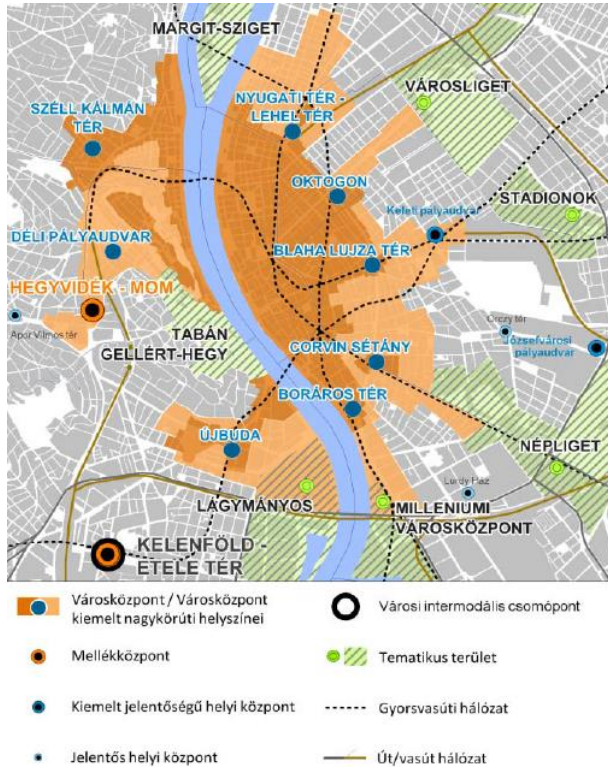 MARGIT-SZIGET
SZÉLL KÁLMÁN
TÉR
NYUGATI TÉR -
LEHEL TÉR
VÁROSLIGET
OKTOGON
STADIONOK
Keleti pályaudvar
DÉLI PÁLYAUDVAR
BLAHA LUJZA TÉR
HEGYVIDÉK - MOM
Apor Vilmos tér
TABÁN
GELLÉRT-HEGY
Orczy tér
Józsefvárosi
pályaudvar
CORVIN SÉTÁNY
BORÁROS TÉR
ÚJBUDA
NÉPLIGET
Lurdy Ház
LÁGYMÁNYOS
MILLENIUMI
VÁROSKÖZPONT
KELENFÖLD -
ETELE TÉR
Városközpont / Városközpont
kiemelt nagykörúti helyszínei
Városi intermodális csomópont
Mellékközpont
Tematikus terület
Kiemelt jelentőségű helyi központ
Gyorsvasúti hálózat
Jelentős helyi központ
Út/vasút hálózat